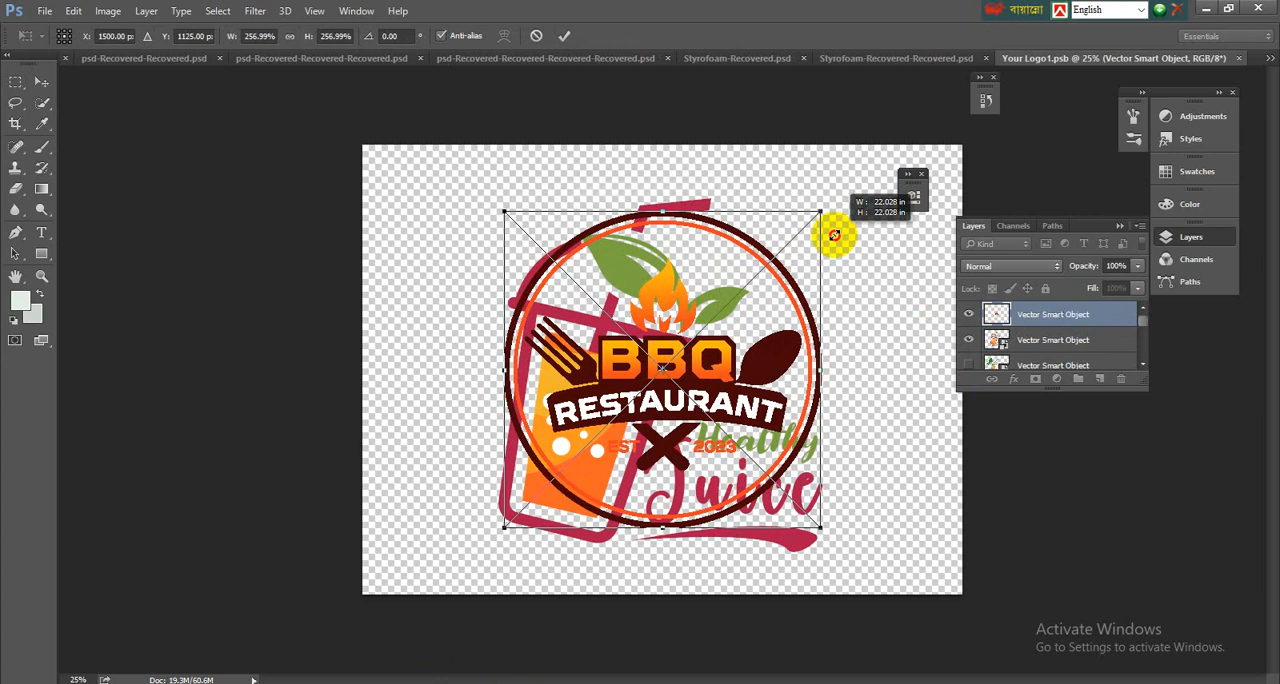 Ps File Edit Image Layer Type Select Filter 3D View Window Help
বায়ান্নো English
X: 1500.00 p: Y: 1125.00 p: W: 256.99% H: 256.99% 0.00 ° Anti-alias Essentials
psd-Recovered-Recovered.psd × psd-Recovered-Recovered.psd × psd-Recovered-Recovered-Recovered.psd × Styrofoam-Recovered.psd × Styrofoam-Recovered-Recovered.psd × Your Logo1.psb @ 25% (Vector Smart Object, RGB/8*) ×
Adjustments
Styles
Swatches
Color
Layers
Channels
Paths
W: 22.028 in
H: 22.028 in
Layers Channels Paths
Kind
Normal Opacity: 100%
Lock: Fill: 100%
Vector Smart Object
Vector Smart Object
Vector Smart Object
BBQ
RESTAURANT
EST 2023
Healthy
Juice
Activate Windows
Go to Settings to activate Windows.
25% Doc: 19.3M/60.6M